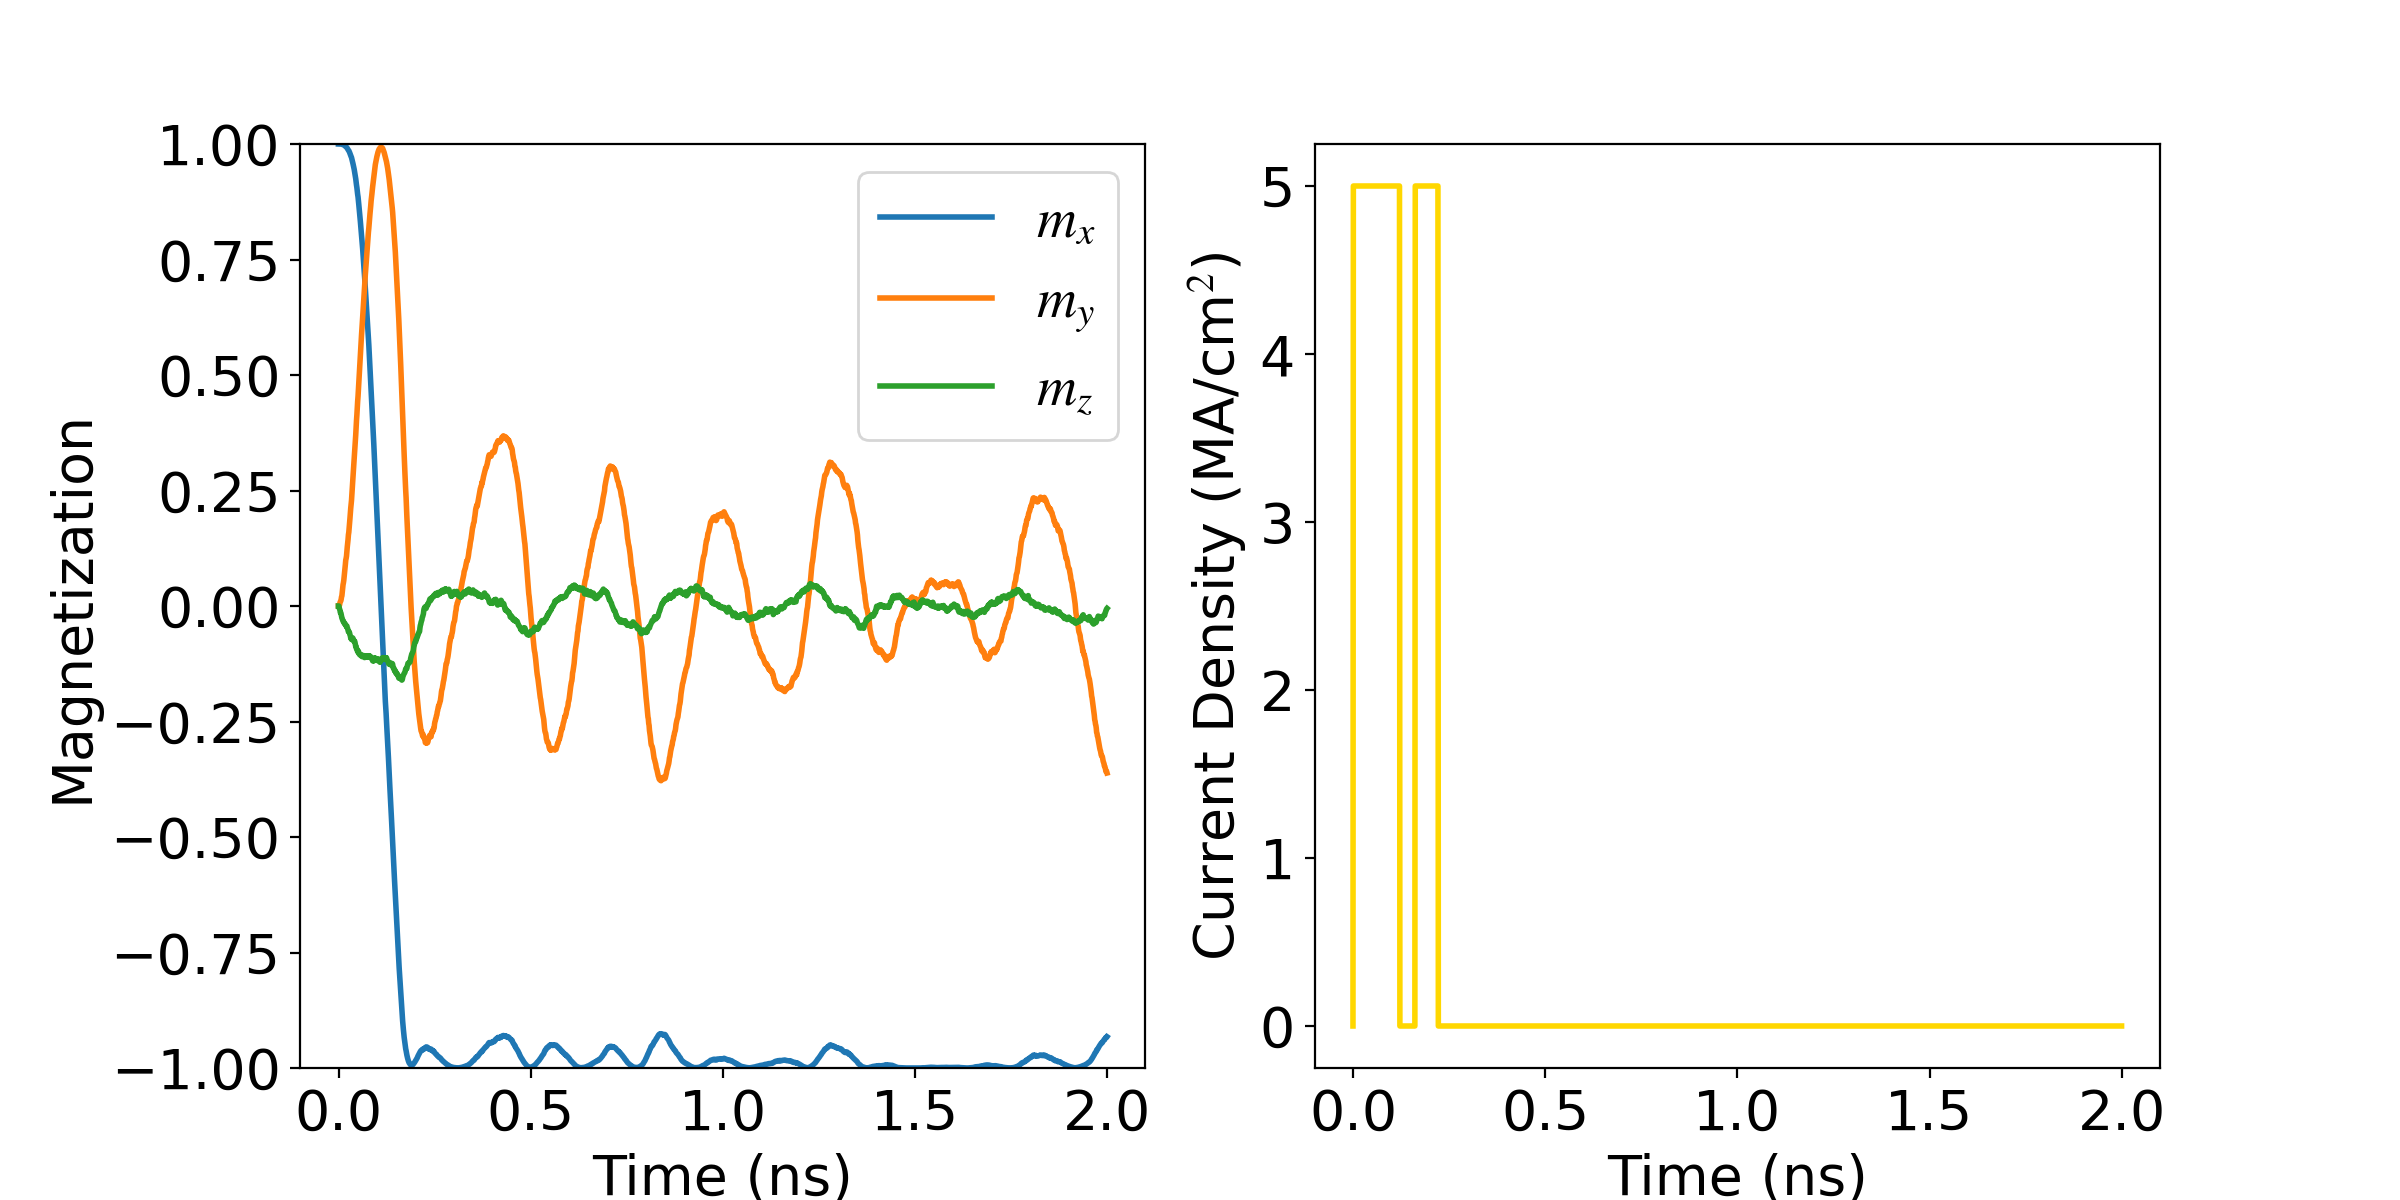 1.00
0.75
0.50
0.25
0.00
−0.25
−0.50
−0.75
−1.00
Magnetization
0.0 0.5 1.0 1.5 2.0
Time (ns)
m_x
m_y
m_z
5
4
3
2
1
0
Current Density (MA/cm²)
0.0 0.5 1.0 1.5 2.0
Time (ns)